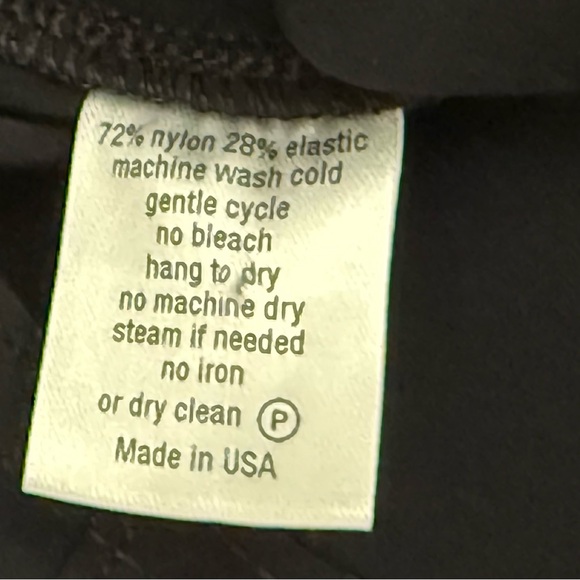 72% nylon 28% elastic
machine wash cold
gentle cycle
no bleach
hang to dry
no machine dry
steam if needed
no iron
or dry clean Ⓟ
Made in USA